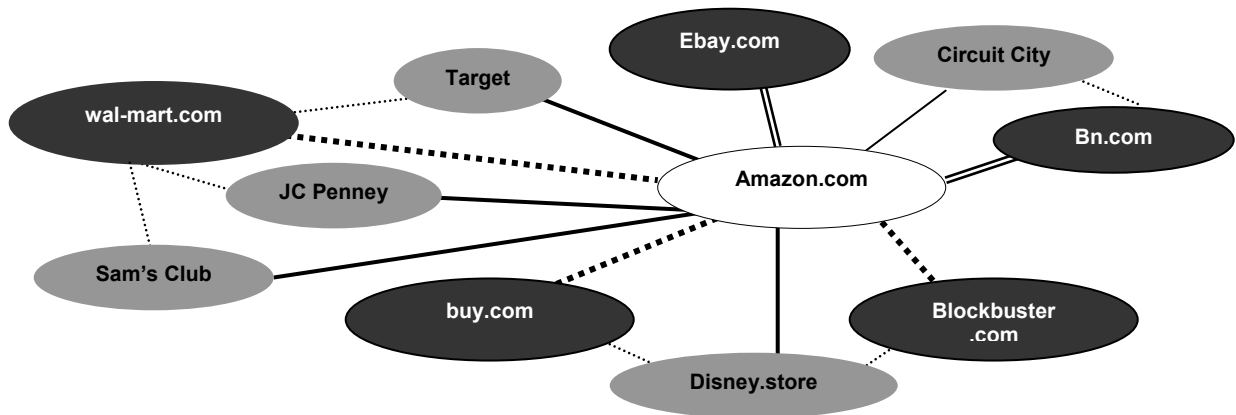 Ebay.com
Circuit City
Target
wal-mart.com
Bn.com
Amazon.com
JC Penney
Sam's Club
buy.com
Blockbuster
.com
Disney.store